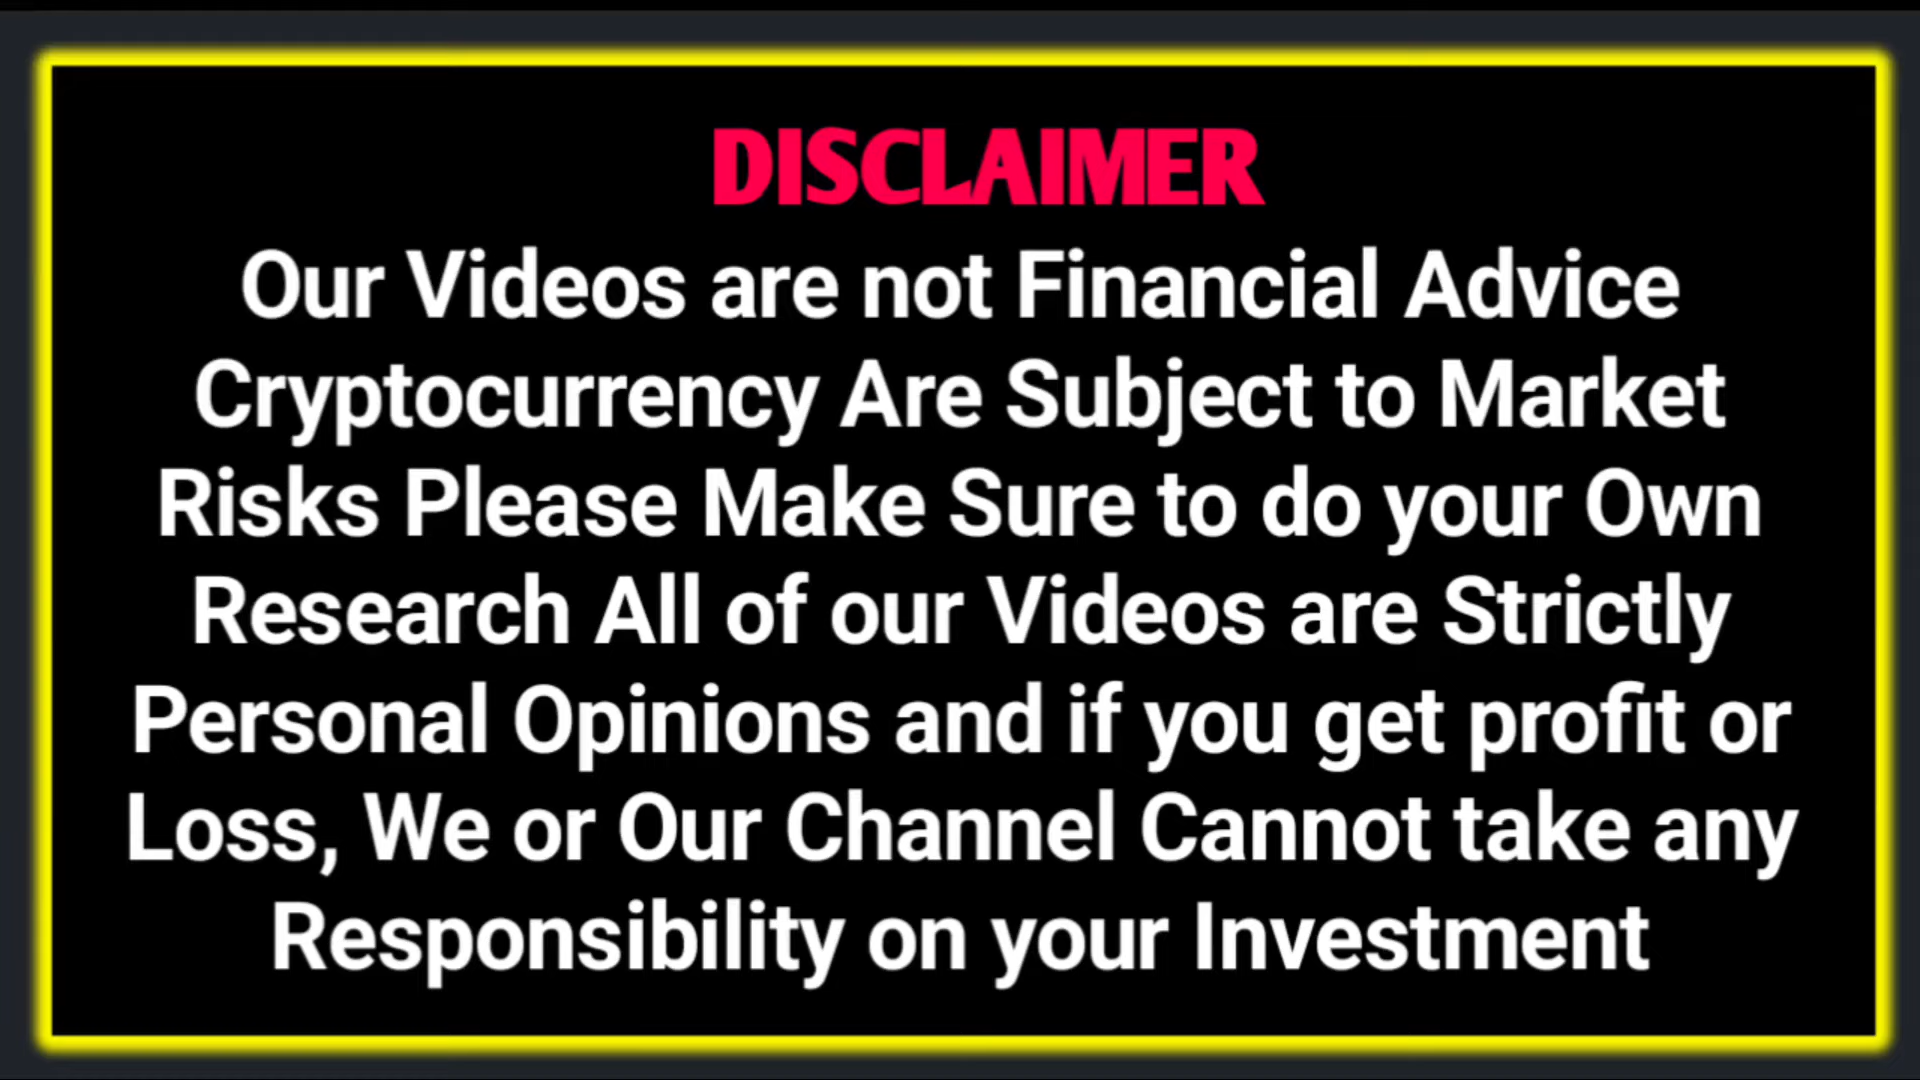 DISCLAIMER
Our Videos are not Financial Advice
Cryptocurrency Are Subject to Market
Risks Please Make Sure to do your Own
Research All of our Videos are Strictly
Personal Opinions and if you get profit or
Loss, We or Our Channel Cannot take any
Responsibility on your Investment